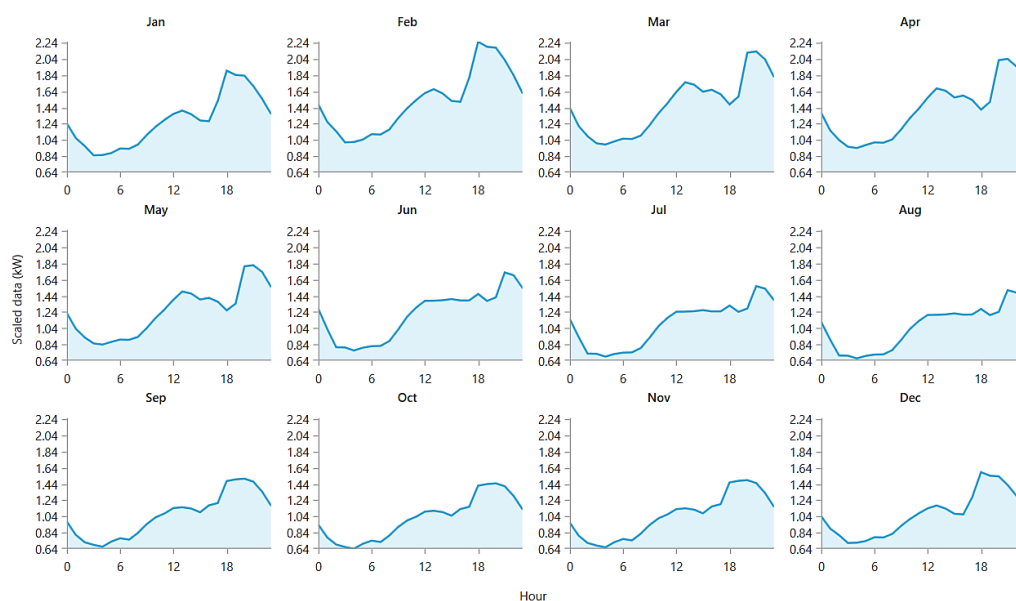 Jan Feb Mar Apr
2.24 2.24 2.24 2.24
2.04 2.04 2.04 2.04
1.84 1.84 1.84 1.84
1.64 1.64 1.64 1.64
1.44 1.44 1.44 1.44
1.24 1.24 1.24 1.24
1.04 1.04 1.04 1.04
0.84 0.84 0.84 0.84
0.64 0.64 0.64 0.64
0 6 12 18 0 6 12 18 0 6 12 18 0 6 12 18
May Jun Jul Aug
2.24 2.24 2.24 2.24
2.04 2.04 2.04 2.04
1.84 1.84 1.84 1.84
1.64 1.64 1.64 1.64
1.44 1.44 1.44 1.44
1.24 1.24 1.24 1.24
1.04 1.04 1.04 1.04
0.84 0.84 0.84 0.84
0.64 0.64 0.64 0.64
0 6 12 18 0 6 12 18 0 6 12 18 0 6 12 18
Scaled data (kW)
Sep Oct Nov Dec
2.24 2.24 2.24 2.24
2.04 2.04 2.04 2.04
1.84 1.84 1.84 1.84
1.64 1.64 1.64 1.64
1.44 1.44 1.44 1.44
1.24 1.24 1.24 1.24
1.04 1.04 1.04 1.04
0.84 0.84 0.84 0.84
0.64 0.64 0.64 0.64
0 6 12 18 0 6 12 18 0 6 12 18 0 6 12 18
Hour